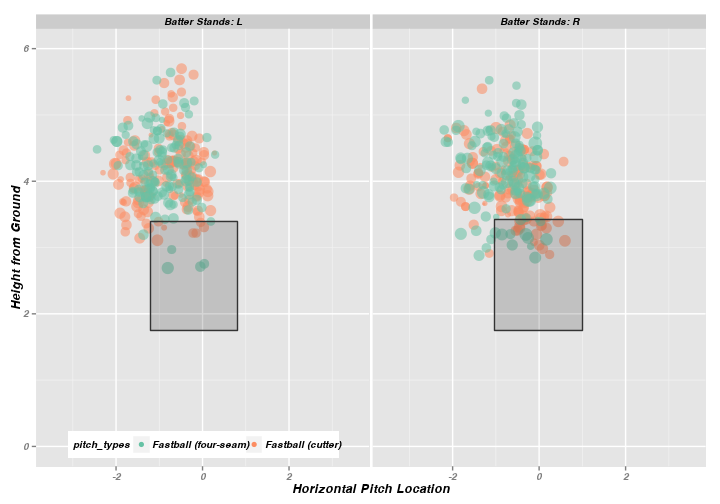 Batter Stands: L
Batter Stands: R
6
4
2
0
Height from Ground
pitch_types Fastball (four-seam) Fastball (cutter)
-2 0 2 -2 0 2
Horizontal Pitch Location